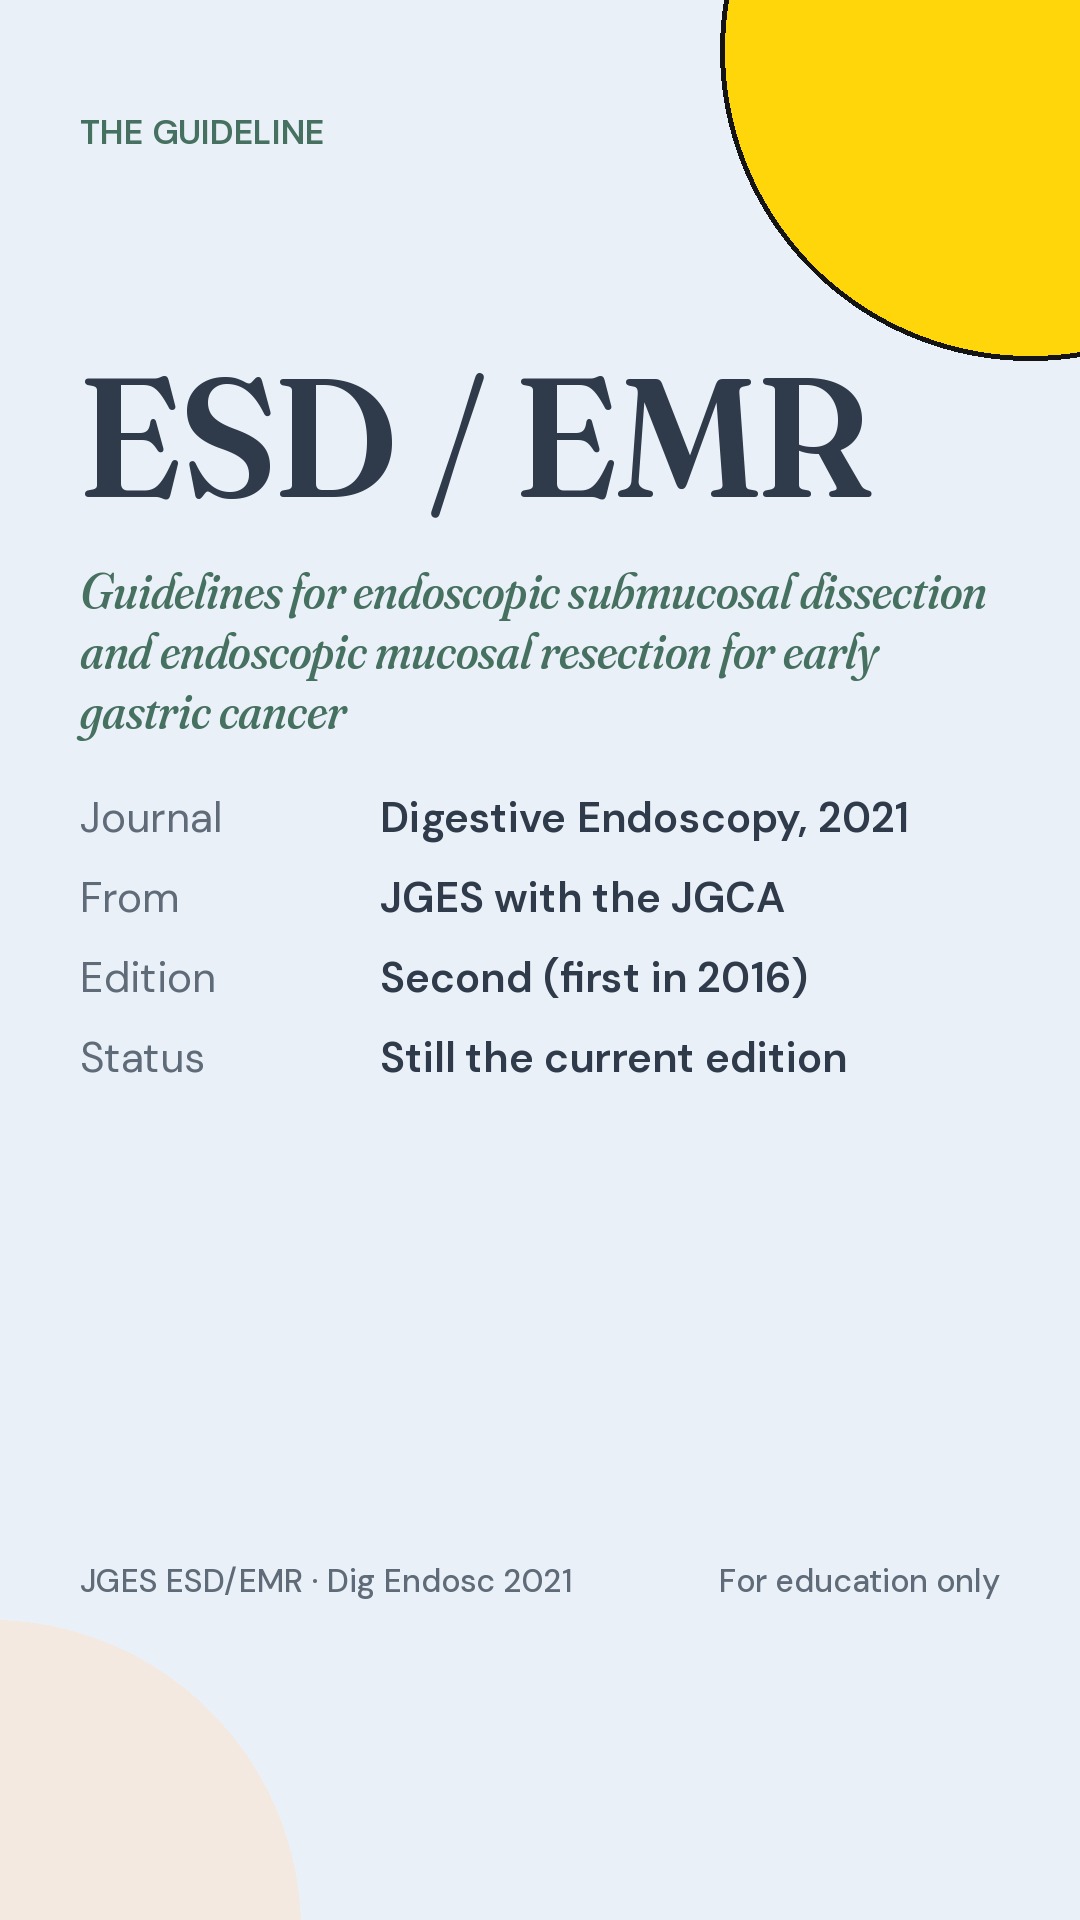 THE GUIDELINE
ESD / EMR
Guidelines for endoscopic submucosal dissection
and endoscopic mucosal resection for early
gastric cancer
Journal Digestive Endoscopy, 2021
From JGES with the JGCA
Edition Second (first in 2016)
Status Still the current edition
JGES ESD/EMR · Dig Endosc 2021 For education only